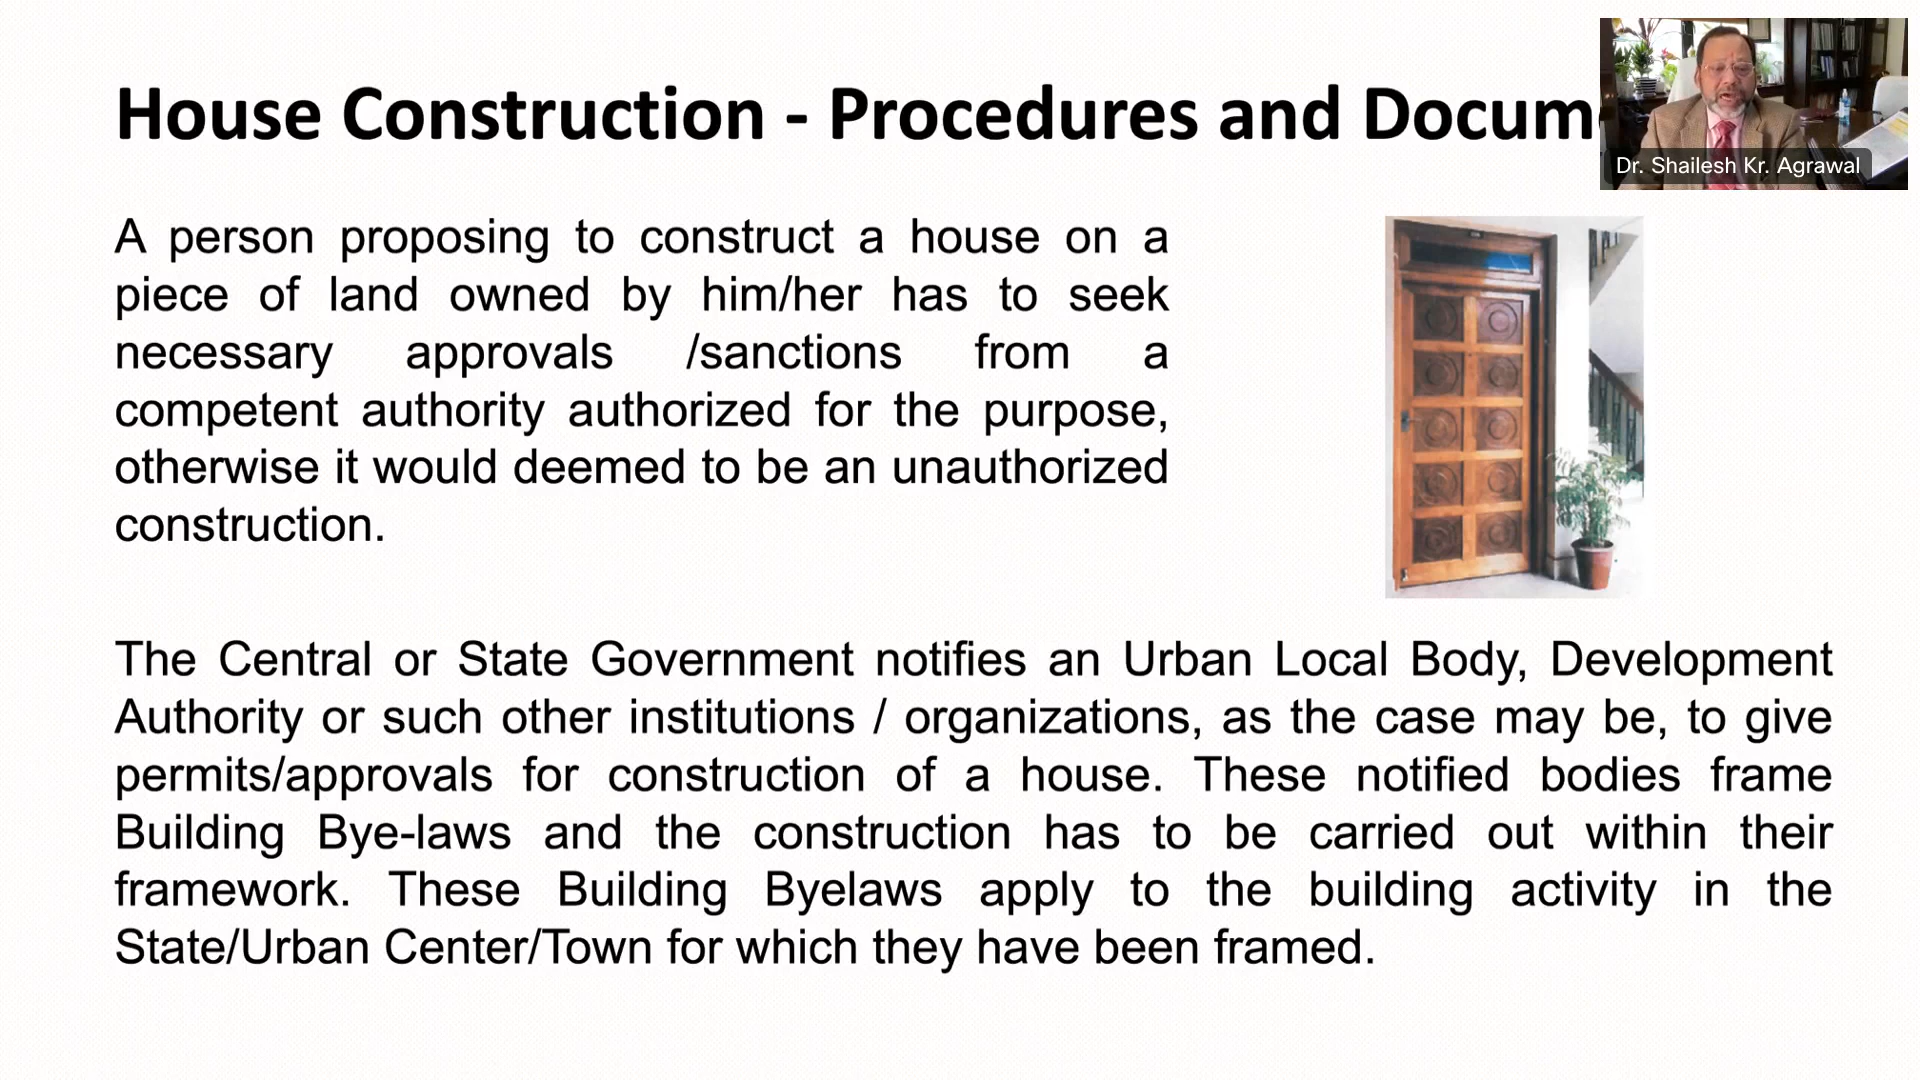 House Construction - Procedures and Docum
Dr. Shailesh Kr. Agrawal
A person proposing to construct a house on a
piece of land owned by him/her has to seek
necessary approvals /sanctions from a
competent authority authorized for the purpose,
otherwise it would deemed to be an unauthorized
construction.
The Central or State Government notifies an Urban Local Body, Development
Authority or such other institutions / organizations, as the case may be, to give
permits/approvals for construction of a house. These notified bodies frame
Building Bye-laws and the construction has to be carried out within their
framework. These Building Byelaws apply to the building activity in the
State/Urban Center/Town for which they have been framed.